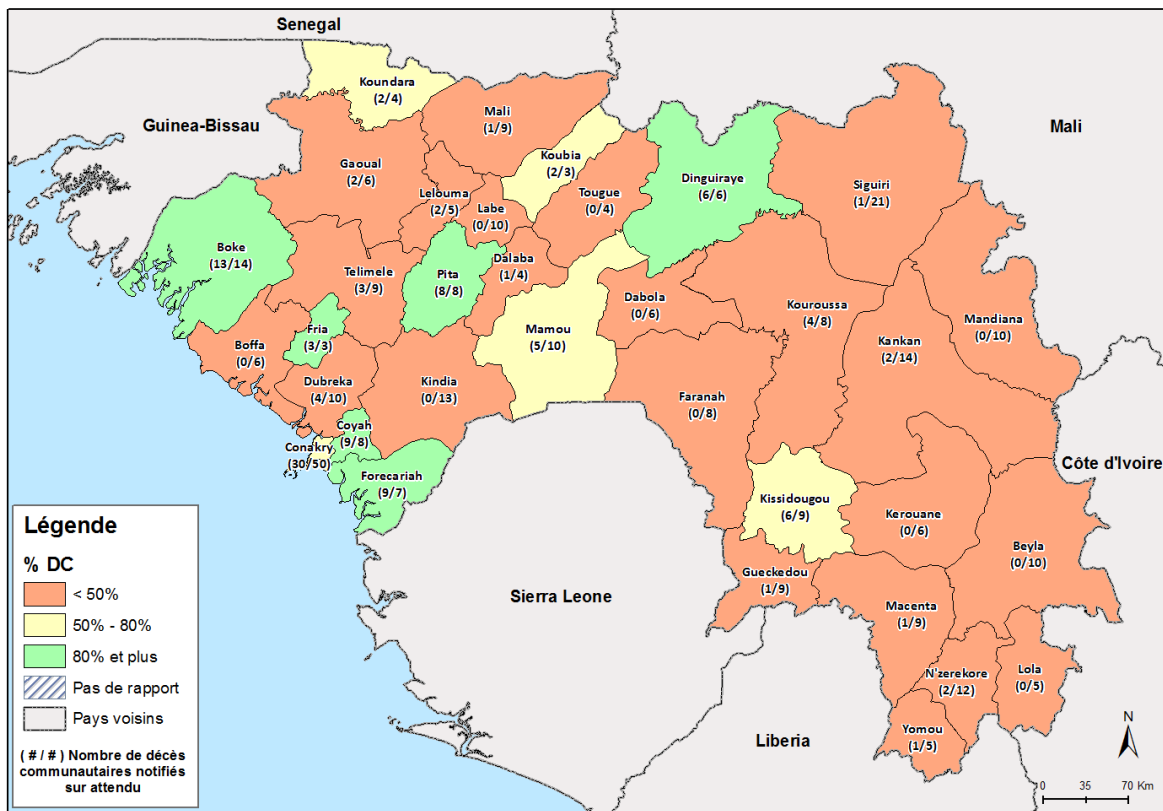 Senegal
Koundara
(2/4)
Mali
(1/9)
Guinea-Bissau
Mali
Koubia
(2/3)
Gaoual
(2/6)
Dinguiraye
(6/6)
Siguiri
(1/21)
Lelouma
(2/5)
Tougue
(0/4)
Labe
(0/10)
Boke
(13/14)
Dalaba
(1/4)
Telimele
(3/9)
Pita
(8/8)
Dabola
(0/6)
Kouroussa
(4/8)
Mandiana
(0/10)
Fria
(3/3)
Mamou
(5/10)
Kankan
(2/14)
Boffa
(0/6)
Dubreka
(4/10)
Kindia
(0/13)
Faranah
(0/8)
Coyah
(9/8)
Conakry
(30/50)
Forecariah
(9/7)
Côte d'Ivoire
Kissidougou
(6/9)
Kerouane
(0/6)
Beyla
(0/10)
Gueckedou
(1/9)
Sierra Leone
Macenta
(1/9)
N'zerekore
(2/12)
Lola
(0/5)
Yomou
(1/5)
Liberia
Légende
% DC
< 50%
50% - 80%
80% et plus
Pas de rapport
Pays voisins
( # / # ) Nombre de décès
communautaires notifiés
sur attendu
N
0 35 70 Km